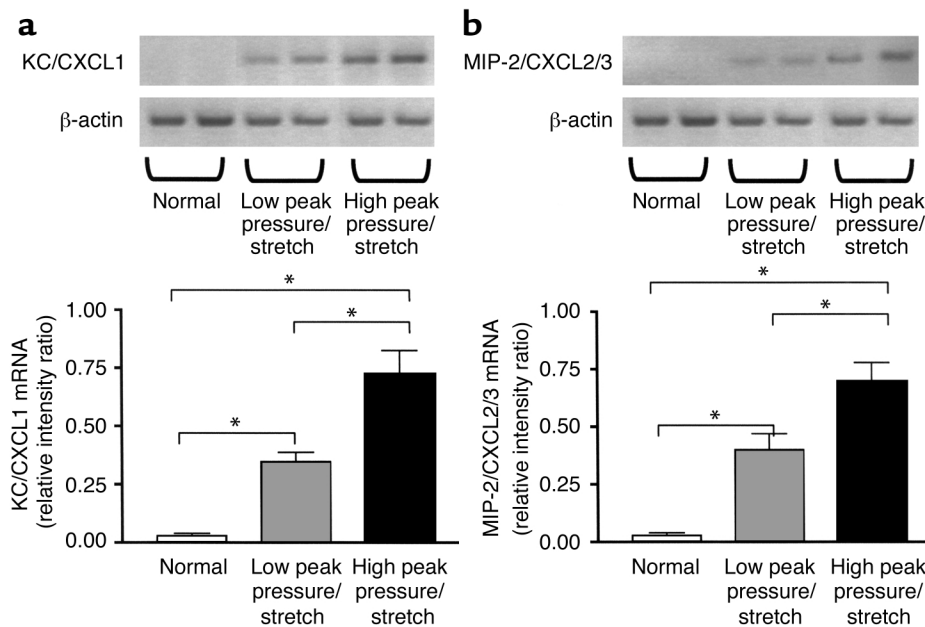 a
KC/CXCL1
β-actin
Normal
Low peak
pressure/
stretch
High peak
pressure/
stretch
*
*
*
KC/CXCL1 mRNA
(relative intensity ratio)
1.00
0.75
0.50
0.25
0.00
Normal
Low peak
pressure/
stretch
High peak
pressure/
stretch
b
MIP-2/CXCL2/3
β-actin
Normal
Low peak
pressure/
stretch
High peak
pressure/
stretch
*
*
*
MIP-2/CXCL2/3 mRNA
(relative intensity ratio)
1.00
0.75
0.50
0.25
0.00
Normal
Low peak
pressure/
stretch
High peak
pressure/
stretch